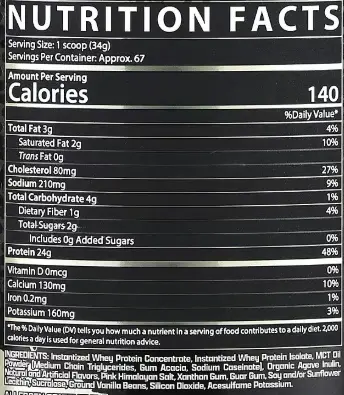 NUTRITION FACTS
Serving Size: 1 scoop (34g)
Servings Per Container: Approx. 67
Amount Per Serving
Calories 140
%Daily Value*
Total Fat 3g 4%
Saturated Fat 2g 10%
Trans Fat 0g
Cholesterol 80mg 27%
Sodium 210mg 9%
Total Carbohydrate 4g 1%
Dietary Fiber 1g 4%
Total Sugars 2g
Includes 0g Added Sugars 0%
Protein 24g 48%
Vitamin D 0mcg 0%
Calcium 130mg 10%
Iron 0.2mg 1%
Potassium 160mg 3%
*The % Daily Value (DV) tells you how much a nutrient in a serving of food contributes to a daily diet. 2,000
calories a day is used for general nutrition advice.
INGREDIENTS: Instantized Whey Protein Concentrate, Instantized Whey Protein Isolate, MCT Oil
Powder (Medium Chain Triglycerides, Gum Acacia, Sodium Caseinate), Organic Agave Inulin,
Natural and Artificial Flavors, Pink Himalayan Salt, Xanthan Gum, Guar Gum, Soy and/or Sunflower
Lecithin, Sucralose, Ground Vanilla Beans, Silicon Dioxide, Acesulfame Potassium.